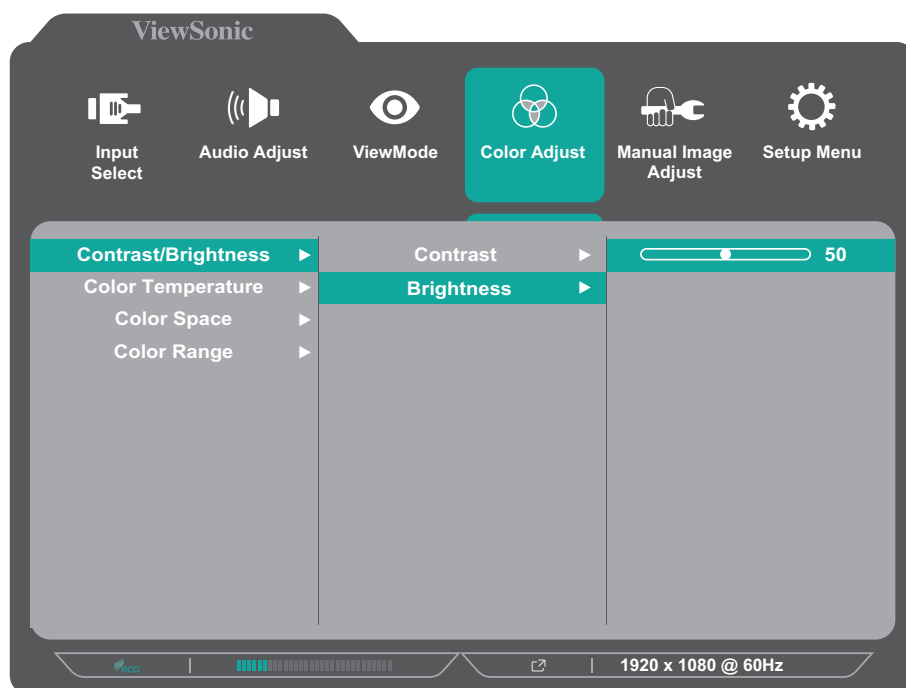 ViewSonic
Input
Select
Audio Adjust
ViewMode
Color Adjust
Manual Image
Adjust
Setup Menu
Contrast/Brightness
Contrast
50
Color Temperature
Brightness
Color Space
Color Range
eco
1920 x 1080 @ 60Hz